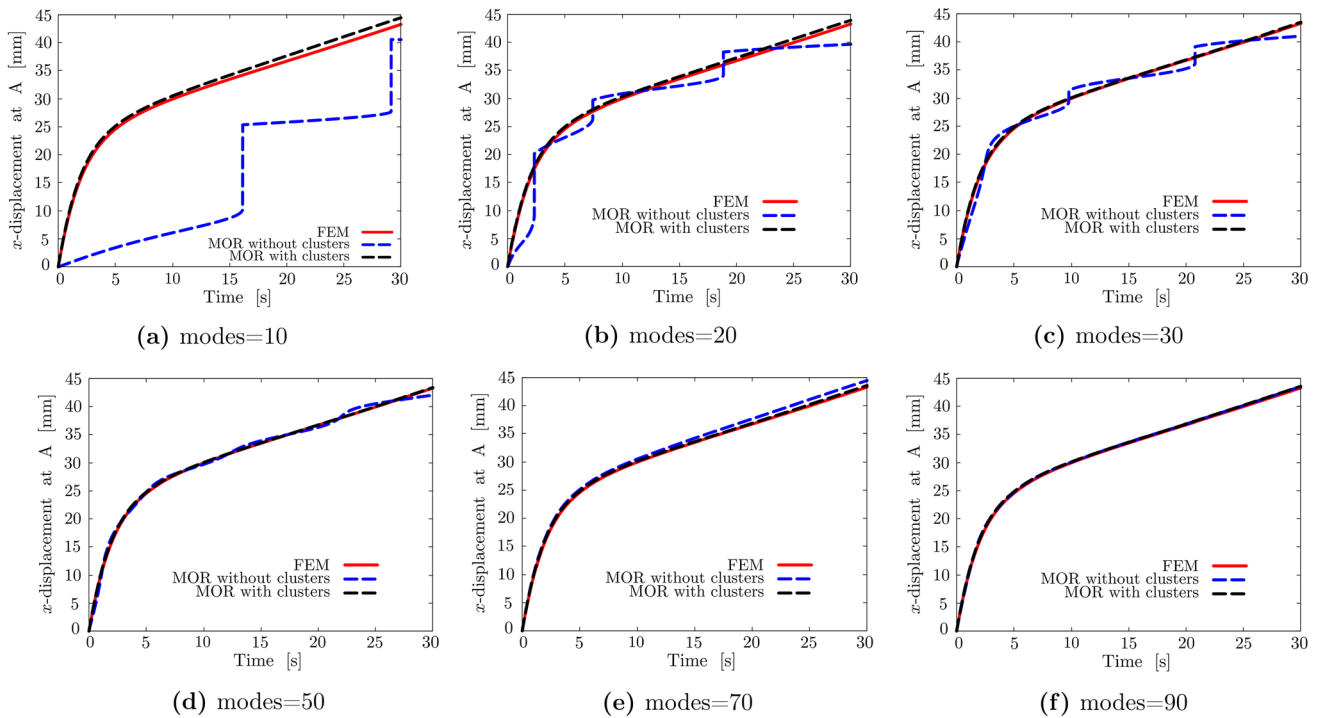 45
40
35
30
25
20
15
10
5
0
x-displacement at A [mm]
FEM
MOR without clusters
MOR with clusters
0 5 10 15 20 25 30
Time [s]
(a) modes=10
45
40
35
30
25
20
15
10
5
0
x-displacement at A [mm]
FEM
MOR without clusters
MOR with clusters
0 5 10 15 20 25 30
Time [s]
(b) modes=20
45
40
35
30
25
20
15
10
5
0
x-displacement at A [mm]
FEM
MOR without clusters
MOR with clusters
0 5 10 15 20 25 30
Time [s]
(c) modes=30
45
40
35
30
25
20
15
10
5
0
x-displacement at A [mm]
FEM
MOR without clusters
MOR with clusters
0 5 10 15 20 25 30
Time [s]
(d) modes=50
45
40
35
30
25
20
15
10
5
0
x-displacement at A [mm]
FEM
MOR without clusters
MOR with clusters
0 5 10 15 20 25 30
Time [s]
(e) modes=70
45
40
35
30
25
20
15
10
5
0
x-displacement at A [mm]
FEM
MOR without clusters
MOR with clusters
0 5 10 15 20 25 30
Time [s]
(f) modes=90